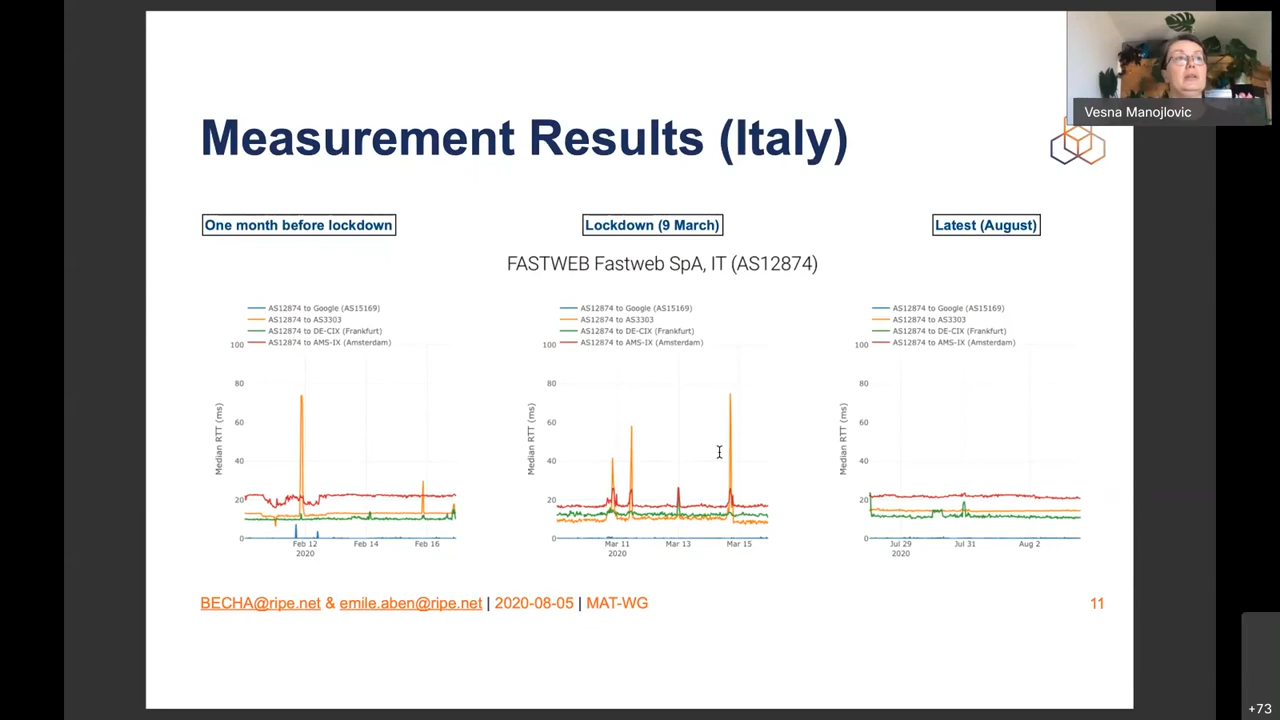 Vesna Manojlovic
Measurement Results (Italy)
One month before lockdown
Lockdown (9 March)
Latest (August)
FASTWEB Fastweb SpA, IT (AS12874)
AS12874 to Google (AS15169)
AS12874 to AS3303
AS12874 to DE-CIX (Frankfurt)
AS12874 to AMS-IX (Amsterdam)
100
80
60
40
20
0
Median RTT (ms)
Feb 12
2020
Feb 14
Feb 16
AS12874 to Google (AS15169)
AS12874 to AS3303
AS12874 to DE-CIX (Frankfurt)
AS12874 to AMS-IX (Amsterdam)
100
80
60
40
20
0
Median RTT (ms)
Mar 11
2020
Mar 13
Mar 15
AS12874 to Google (AS15169)
AS12874 to AS3303
AS12874 to DE-CIX (Frankfurt)
AS12874 to AMS-IX (Amsterdam)
100
80
60
40
20
0
Median RTT (ms)
Jul 29
2020
Jul 31
Aug 2
BECHA@ripe.net & emile.aben@ripe.net | 2020-08-05 | MAT-WG
11
+73